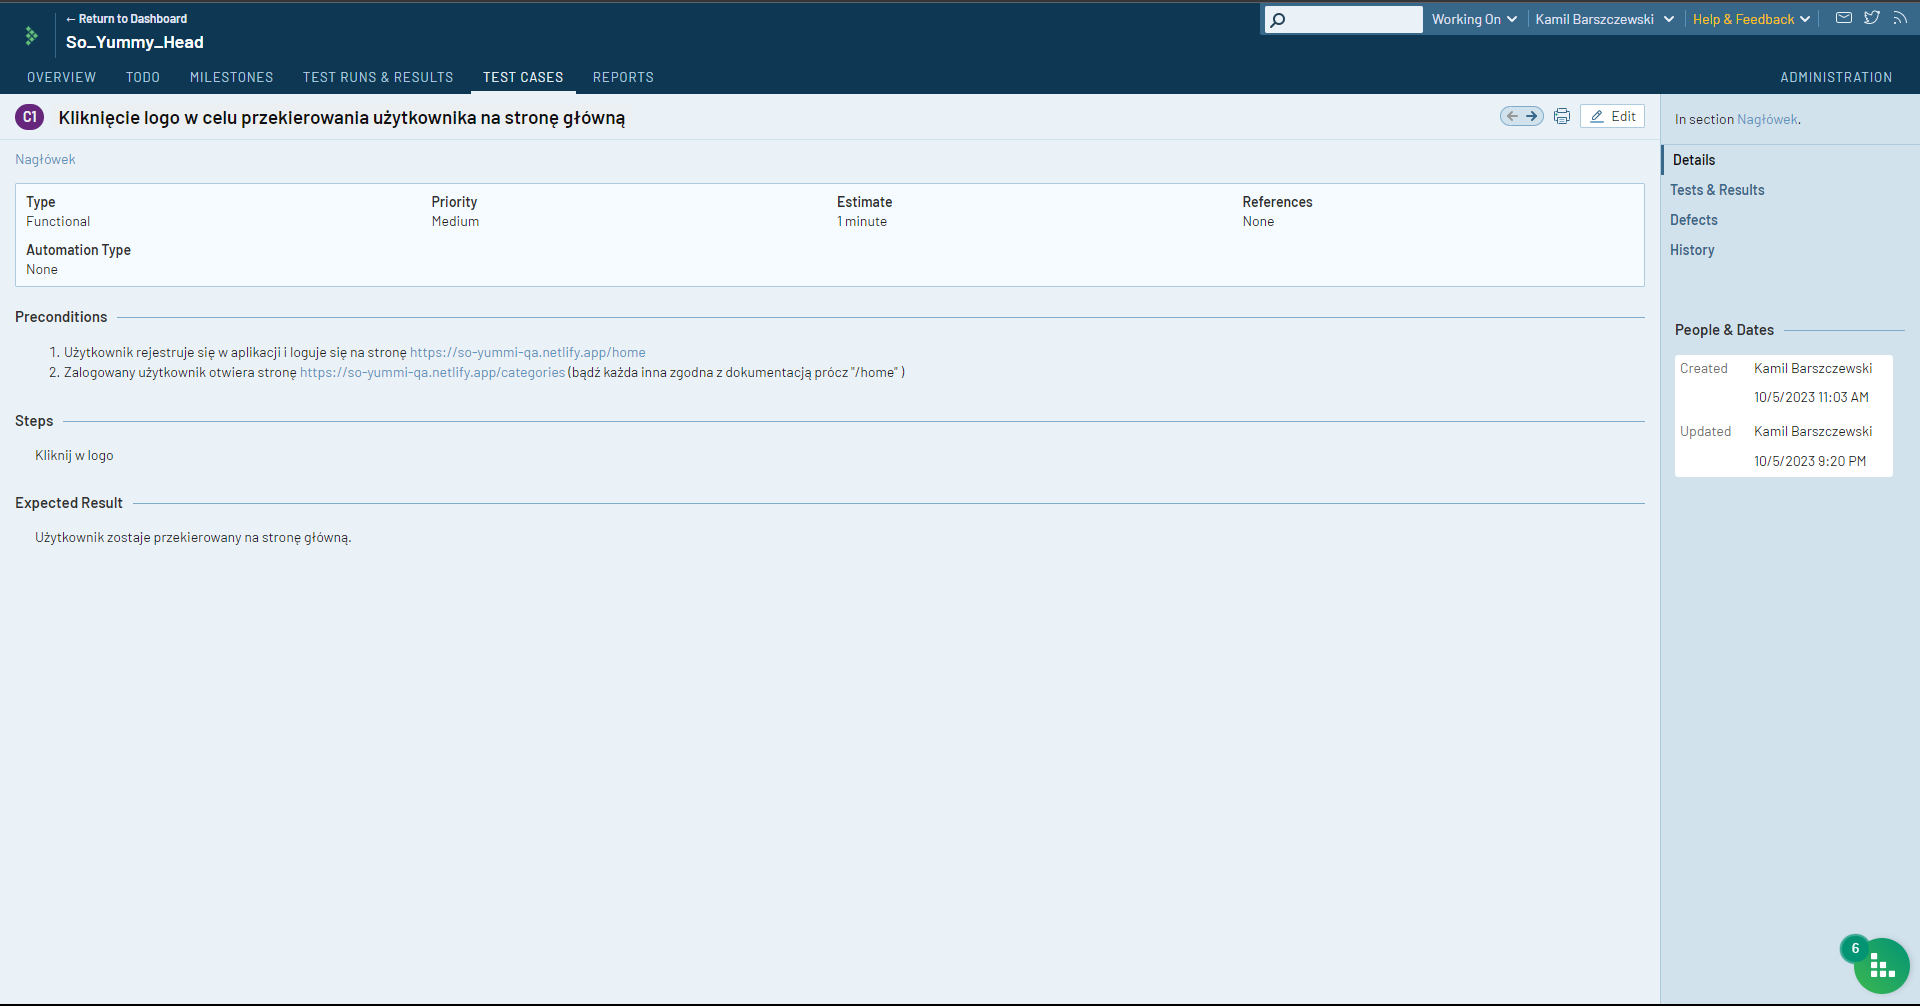 ← Return to Dashboard
So_Yummy_Head
Working On
Kamil Barszczewski
Help & Feedback
OVERVIEW
TODO
MILESTONES
TEST RUNS & RESULTS
TEST CASES
REPORTS
ADMINISTRATION
C1
Kliknięcie logo w celu przekierowania użytkownika na stronę główną
Edit
Nagłówek
Type
Functional
Priority
Medium
Estimate
1 minute
References
None
Automation Type
None
Preconditions
1. Użytkownik rejestruje się w aplikacji i loguje się na stronę https://so-yummi-qa.netlify.app/home
2. Zalogowany użytkownik otwiera stronę https://so-yummi-qa.netlify.app/categories (bądź każda inna zgodna z dokumentacją prócz "/home" )
Steps
Kliknij w logo
Expected Result
Użytkownik zostaje przekierowany na stronę główną.
In section Nagłówek.
Details
Tests & Results
Defects
History
People & Dates
Created Kamil Barszczewski
10/5/2023 11:03 AM
Updated Kamil Barszczewski
10/5/2023 9:20 PM
6